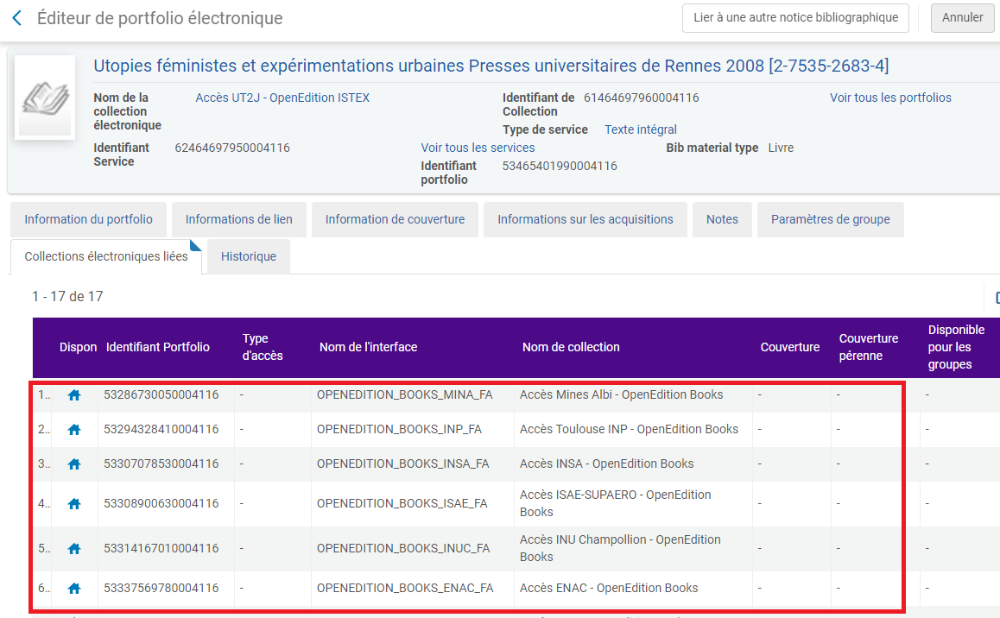 Éditeur de portfolio électronique
Lier à une autre notice bibliographique
Annuler
Utopies féministes et expérimentations urbaines Presses universitaires de Rennes 2008 [2-7535-2683-4]
Nom de la collection électronique Accès UT2J - OpenEdition ISTEX
Identifiant de Collection 61464697960004116
Voir tous les portfolios
Type de service Texte intégral
Identifiant Service 62464697950004116
Voir tous les services
Bib material type Livre
Identifiant portfolio 53465401990004116
Information du portfolio
Informations de lien
Information de couverture
Informations sur les acquisitions
Notes
Paramètres de groupe
Collections électroniques liées
Historique
1 - 17 de 17
Dispon Identifiant Portfolio Type d'accès Nom de l'interface Nom de collection Couverture Couverture pérenne Disponible pour les groupes
1.. 53286730050004116 - OPENEDITION_BOOKS_MINA_FA Accès Mines Albi - OpenEdition Books - - -
2.. 53294328410004116 - OPENEDITION_BOOKS_INP_FA Accès Toulouse INP - OpenEdition Books - - -
3.. 53307078530004116 - OPENEDITION_BOOKS_INSA_FA Accès INSA - OpenEdition Books - - -
4.. 53308900630004116 - OPENEDITION_BOOKS_ISAE_FA Accès ISAE-SUPAERO - OpenEdition Books - - -
5.. 53314167010004116 - OPENEDITION_BOOKS_INUC_FA Accès INU Champollion - OpenEdition Books - - -
6.. 53337569780004116 - OPENEDITION_BOOKS_ENAC_FA Accès ENAC - OpenEdition Books - - -